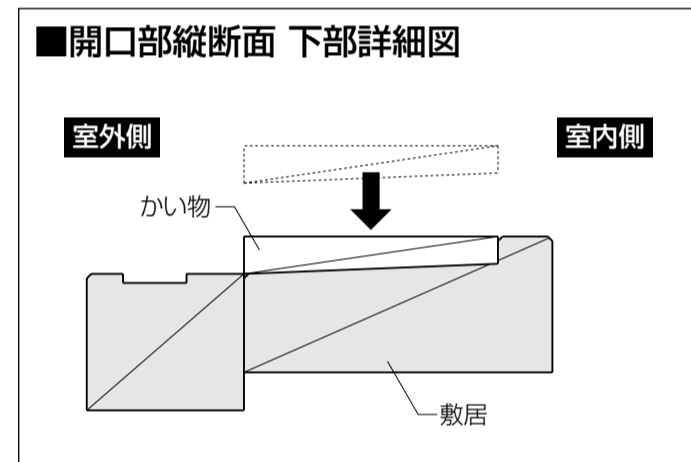 ■開口部縦断面 下部詳細図
室外側
室内側
かい物
敷居